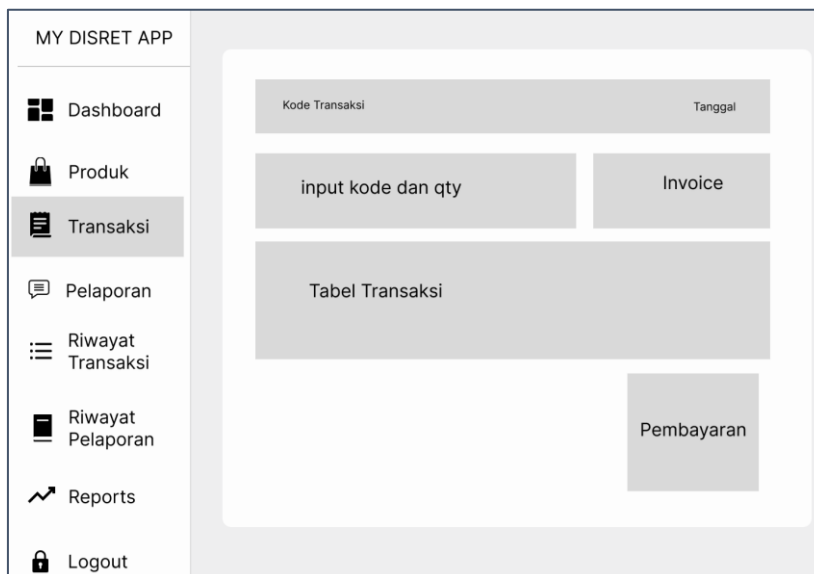 MY DISRET APP
Dashboard
Produk
Transaksi
Pelaporan
Riwayat
Transaksi
Riwayat
Pelaporan
Reports
Logout
Kode Transaksi
Tanggal
input kode dan qty
Invoice
Tabel Transaksi
Pembayaran